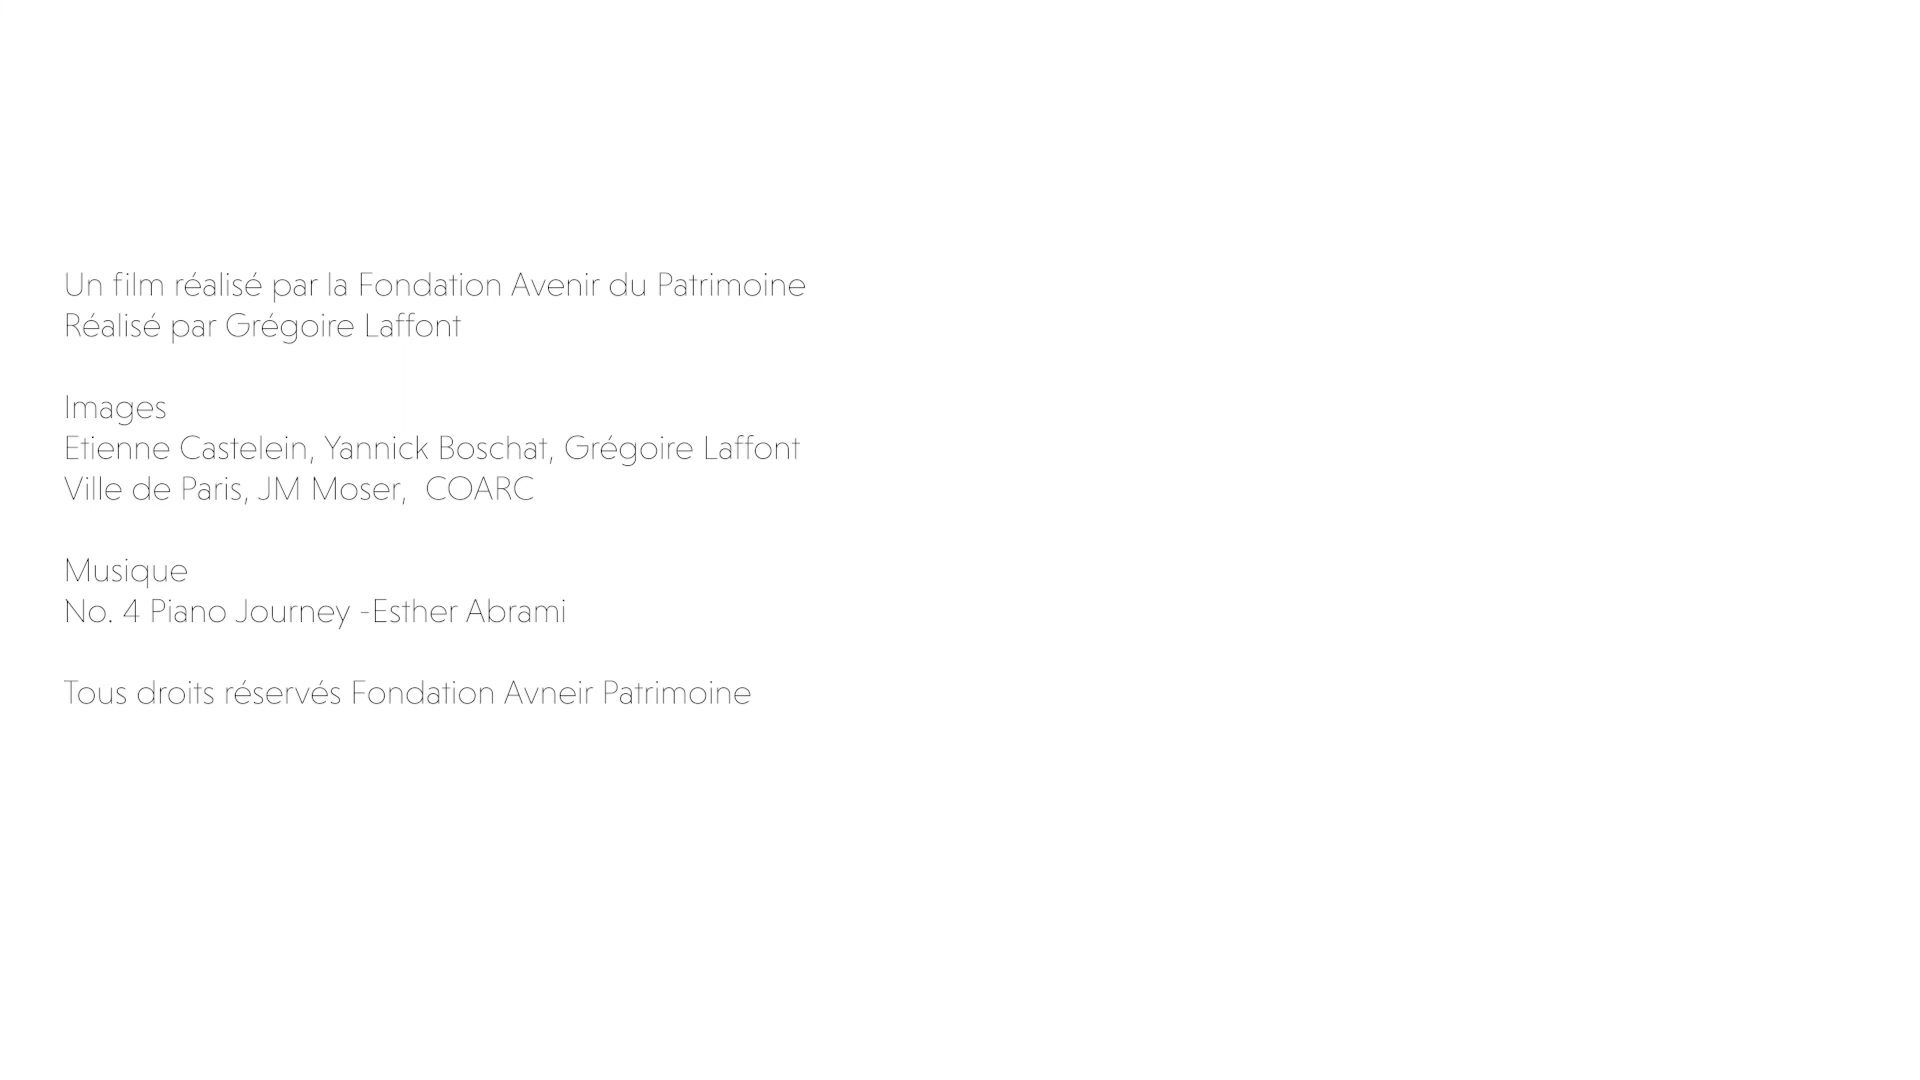 Un film réalisé par la Fondation Avenir du Patrimoine
Réalisé par Grégoire Laffont
Images
Etienne Castelein, Yannick Boschat, Grégoire Laffont
Ville de Paris, JM Moser,  COARC
Musique
No. 4 Piano Journey -Esther Abrami
Tous droits réservés Fondation Avneir Patrimoine